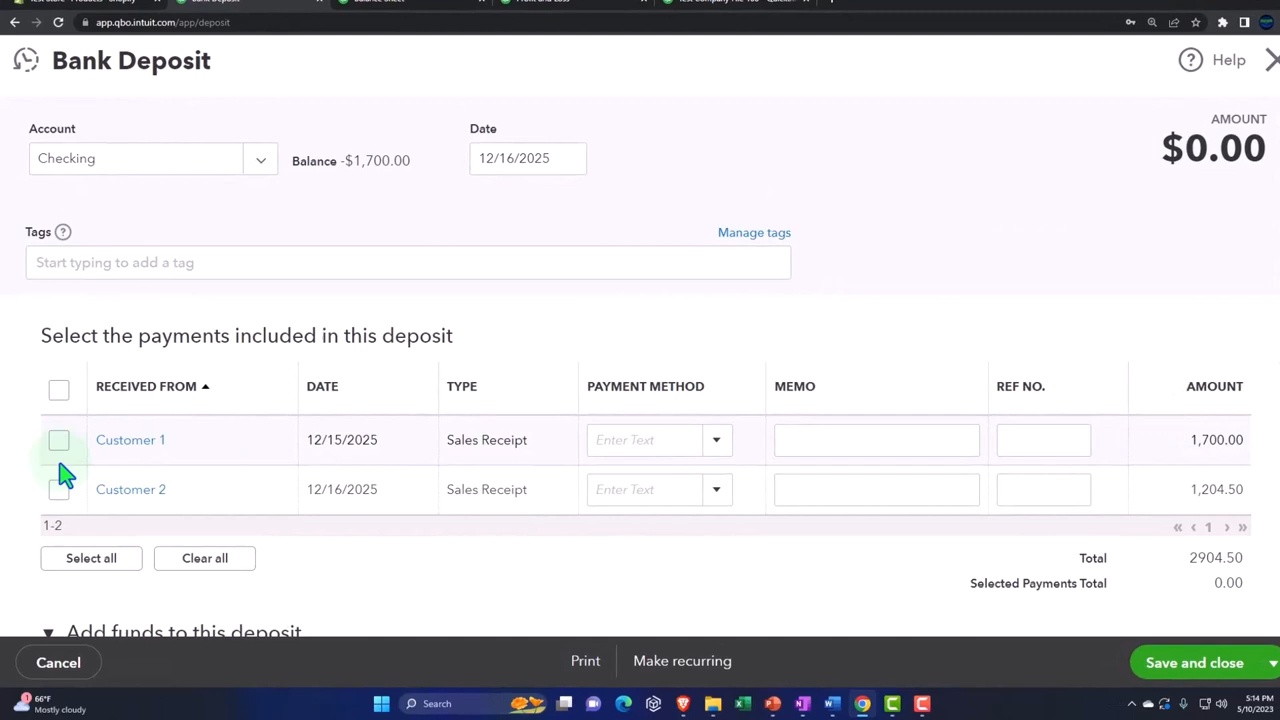 app.qbo.intuit.com/app/deposit
Bank Deposit
? Help
Account
Date
AMOUNT
Checking
Balance -$1,700.00
12/16/2025
$0.00
Tags ?
Manage tags
Start typing to add a tag
Select the payments included in this deposit
RECEIVED FROM DATE TYPE PAYMENT METHOD MEMO REF NO. AMOUNT
Customer 1 12/15/2025 Sales Receipt Enter Text 1,700.00
Customer 2 12/16/2025 Sales Receipt Enter Text 1,204.50
1-2 « ‹ 1 › »
Select all Clear all Total 2904.50
Selected Payments Total 0.00
Add funds to this deposit
Cancel Print Make recurring Save and close
1 66°F
Mostly cloudy
Search
5:14 PM
5/10/2023